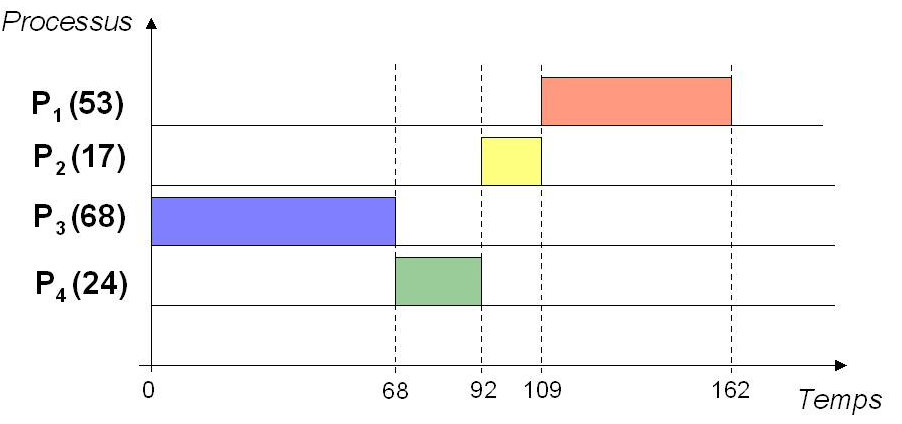 Processus
P1 (53)
P2 (17)
P3 (68)
P4 (24)
0 68 92 109 162
Temps